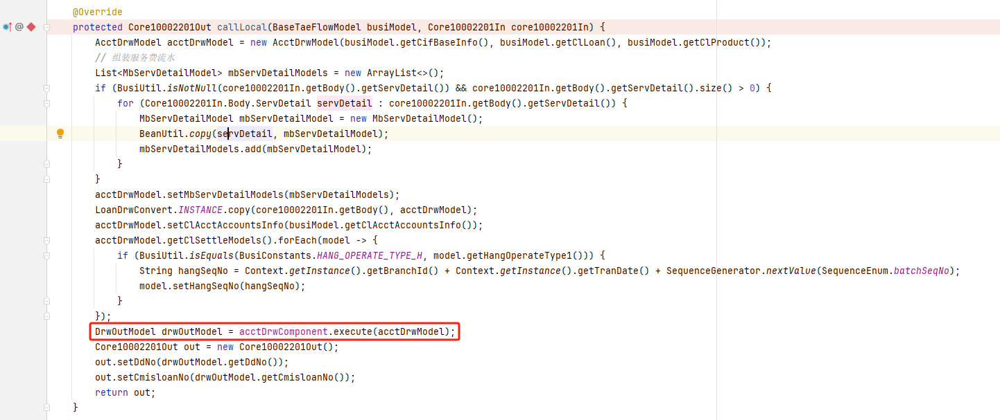 @Override
protected Core10002201Out callLocal(BaseTaeFlowModel busiModel, Core10002201In core10002201In) {
AcctDrwModel acctDrwModel = new AcctDrwModel(busiModel.getCifBaseInfo(), busiModel.getClLoan(), busiModel.getClProduct());
// 组装服务费流水
List<MbServDetailModel> mbServDetailModels = new ArrayList<>();
if (BusiUtil.isNotNull(core10002201In.getBody().getServDetail()) && core10002201In.getBody().getServDetail().size() > 0) {
for (Core10002201In.Body.ServDetail servDetail : core10002201In.getBody().getServDetail()) {
MbServDetailModel mbServDetailModel = new MbServDetailModel();
BeanUtil.copy(servDetail, mbServDetailModel);
mbServDetailModels.add(mbServDetailModel);
}
}
acctDrwModel.setMbServDetailModels(mbServDetailModels);
LoanDrwConvert.INSTANCE.copy(core10002201In.getBody(), acctDrwModel);
acctDrwModel.setClAcctAccountsInfo(busiModel.getClAcctAccountsInfo());
acctDrwModel.getClSettleModels().forEach(model -> {
if (BusiUtil.isEquals(BusiConstants.HANG_OPERATE_TYPE_H, model.getHangOperateType1())) {
String hangSeqNo = Context.getInstance().getBranchId() + Context.getInstance().getTranDate() + SequenceGenerator.nextValue(SequenceEnum.batchSeqNo);
model.setHangSeqNo(hangSeqNo);
}
});
DrwOutModel drwOutModel = acctDrwComponent.execute(acctDrwModel);
Core10002201Out out = new Core10002201Out();
out.setDdNo(drwOutModel.getDdNo());
out.setCmisloanNo(drwOutModel.getCmisloanNo());
return out;
}